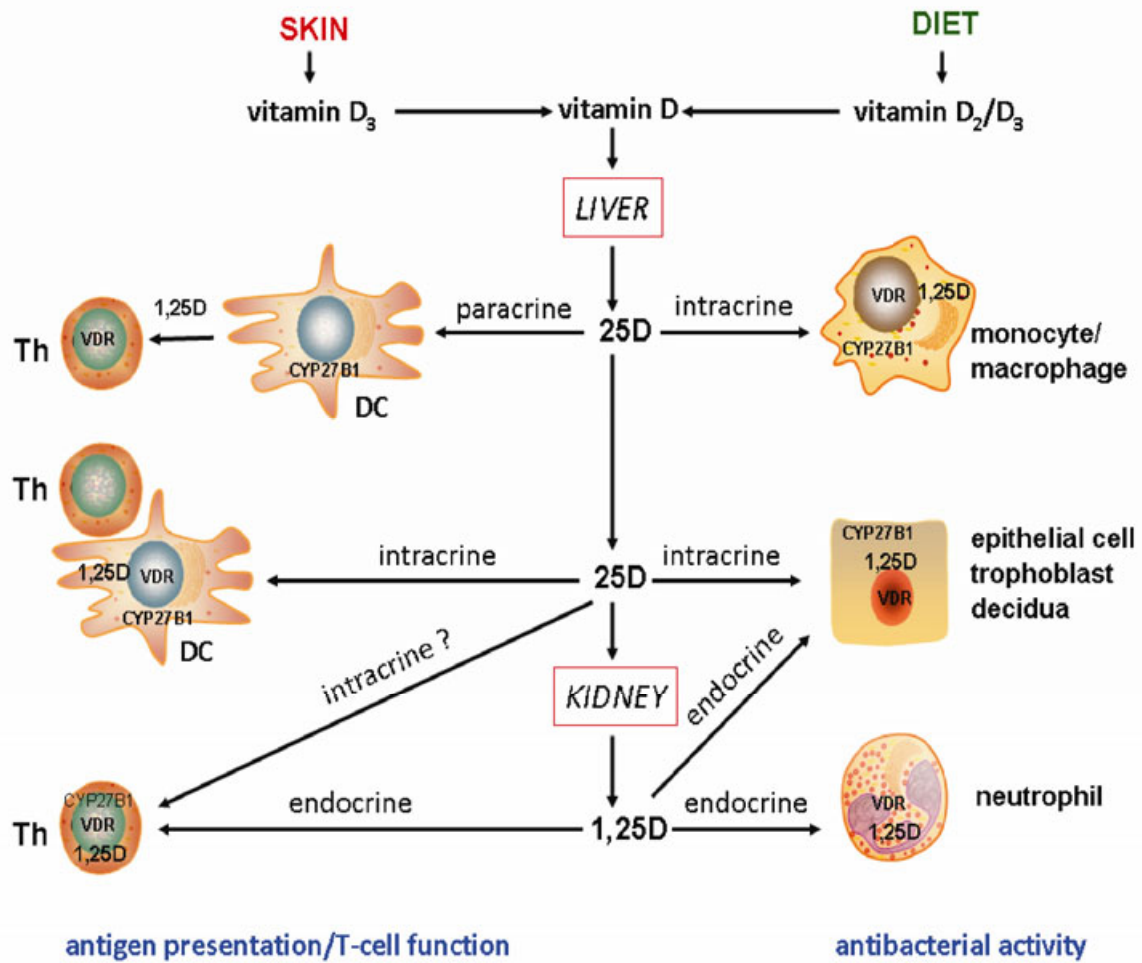 SKIN
DIET
vitamin D3
vitamin D
vitamin D2/D3
LIVER
1,25D
VDR
Th
CYP27B1
DC
paracrine
25D
intracrine
VDR
1,25D
CYP27B1
monocyte/
macrophage
Th
1,25D
VDR
CYP27B1
DC
intracrine
25D
intracrine
CYP27B1
1,25D
VDR
epithelial cell
trophoblast
decidua
intracrine ?
KIDNEY
endocrine
CYP27B1
VDR
1,25D
Th
endocrine
1,25D
endocrine
VDR
1,25D
neutrophil
antigen presentation/T-cell function
antibacterial activity